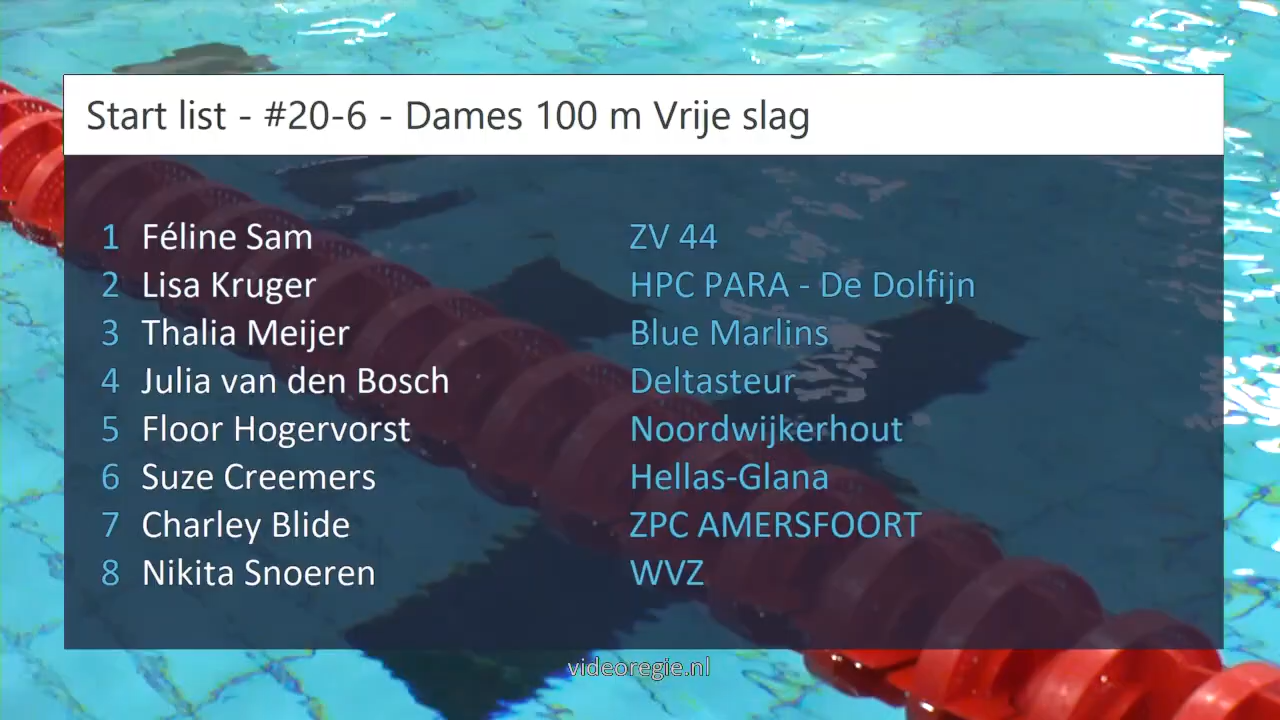 Start list - #20-6 - Dames 100 m Vrije slag
1 Féline Sam ZV 44
2 Lisa Kruger HPC PARA - De Dolfijn
3 Thalia Meijer Blue Marlins
4 Julia van den Bosch Deltasteur
5 Floor Hogervorst Noordwijkerhout
6 Suze Creemers Hellas-Glana
7 Charley Blide ZPC AMERSFOORT
8 Nikita Snoeren WVZ
videoregie.nl